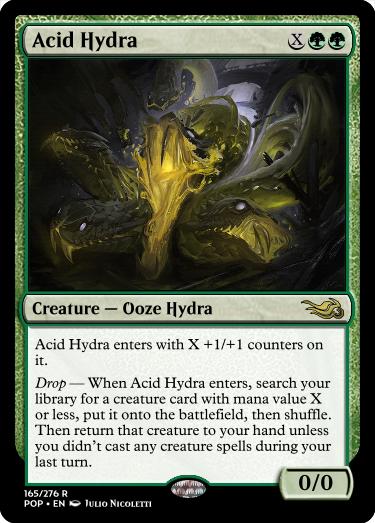 Acid Hydra X
Creature — Ooze Hydra
Acid Hydra enters with X +1/+1 counters on
it.
Drop — When Acid Hydra enters, search your
library for a creature card with mana value X
or less, put it onto the battlefield, then shuffle.
Then return that creature to your hand unless
you didn't cast any creature spells during your
last turn.
0/0
165/276 R
POP • EN Julio Nicoletti